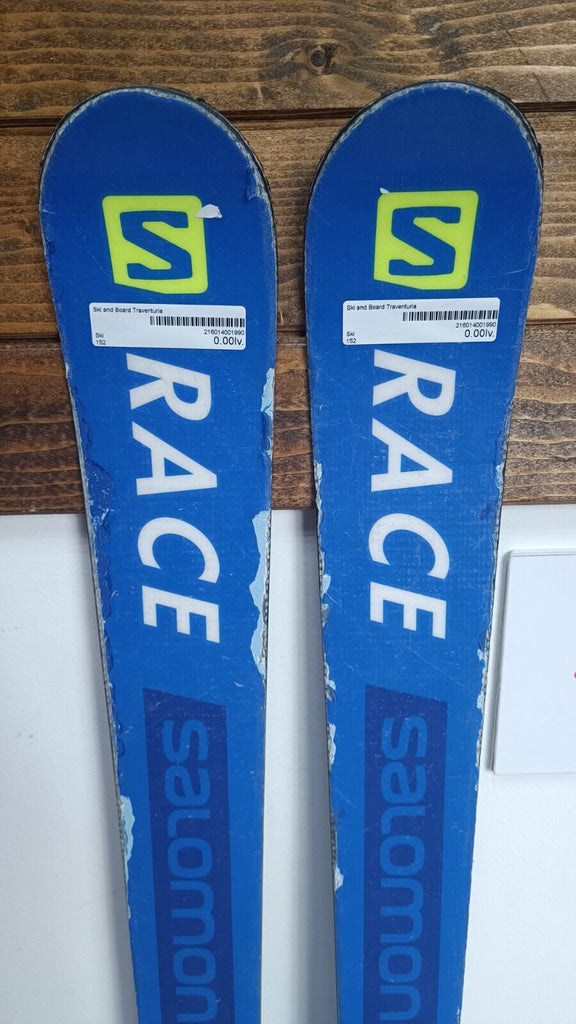 S
Ski and Board Traventuria
216014001990
Ski
152
0.00lv.
RACE
salomon
S
Ski and Board Traventuria
216014001990
Ski
152
0.00lv.
RACE
salomon